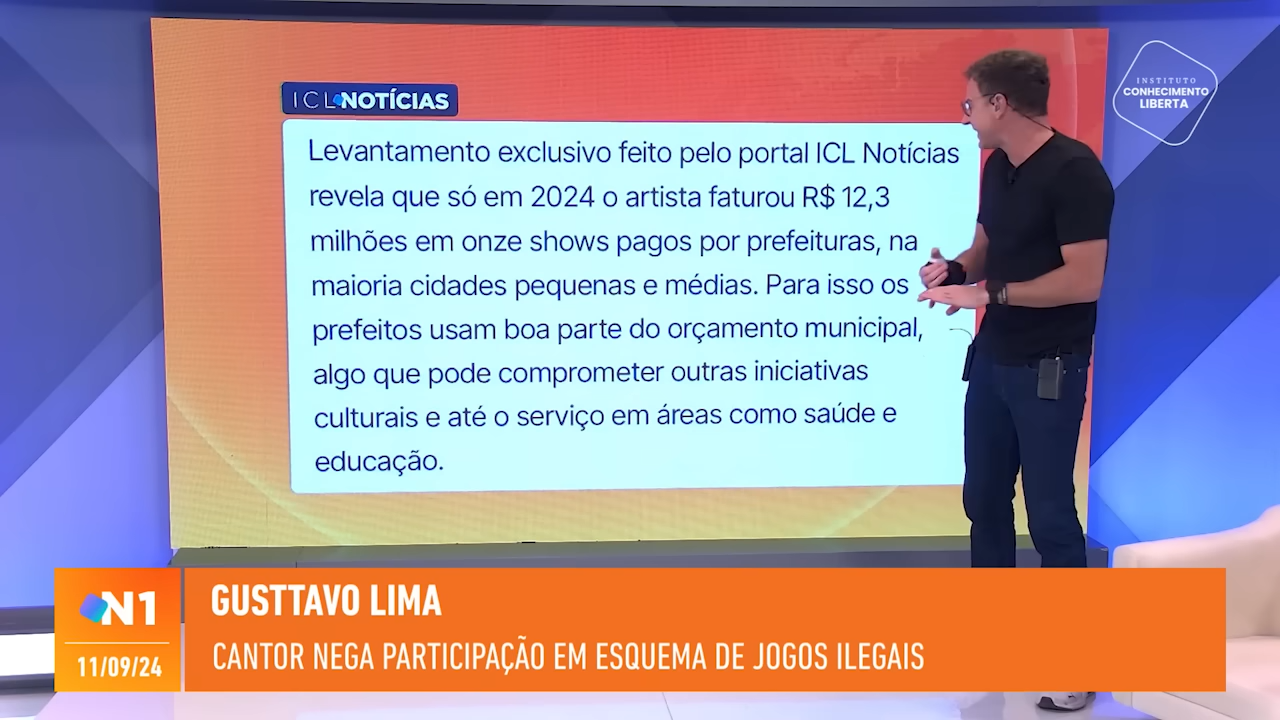 INSTITUTO
CONHECIMENTO
LIBERTA
ICL NOTÍCIAS
Levantamento exclusivo feito pelo portal ICL Notícias
revela que só em 2024 o artista faturou R$ 12,3
milhões em onze shows pagos por prefeituras, na
maioria cidades pequenas e médias. Para isso os
prefeitos usam boa parte do orçamento municipal,
algo que pode comprometer outras iniciativas
culturais e até o serviço em áreas como saúde e
educação.
N1
11/09/24
GUSTTAVO LIMA
CANTOR NEGA PARTICIPAÇÃO EM ESQUEMA DE JOGOS ILEGAIS